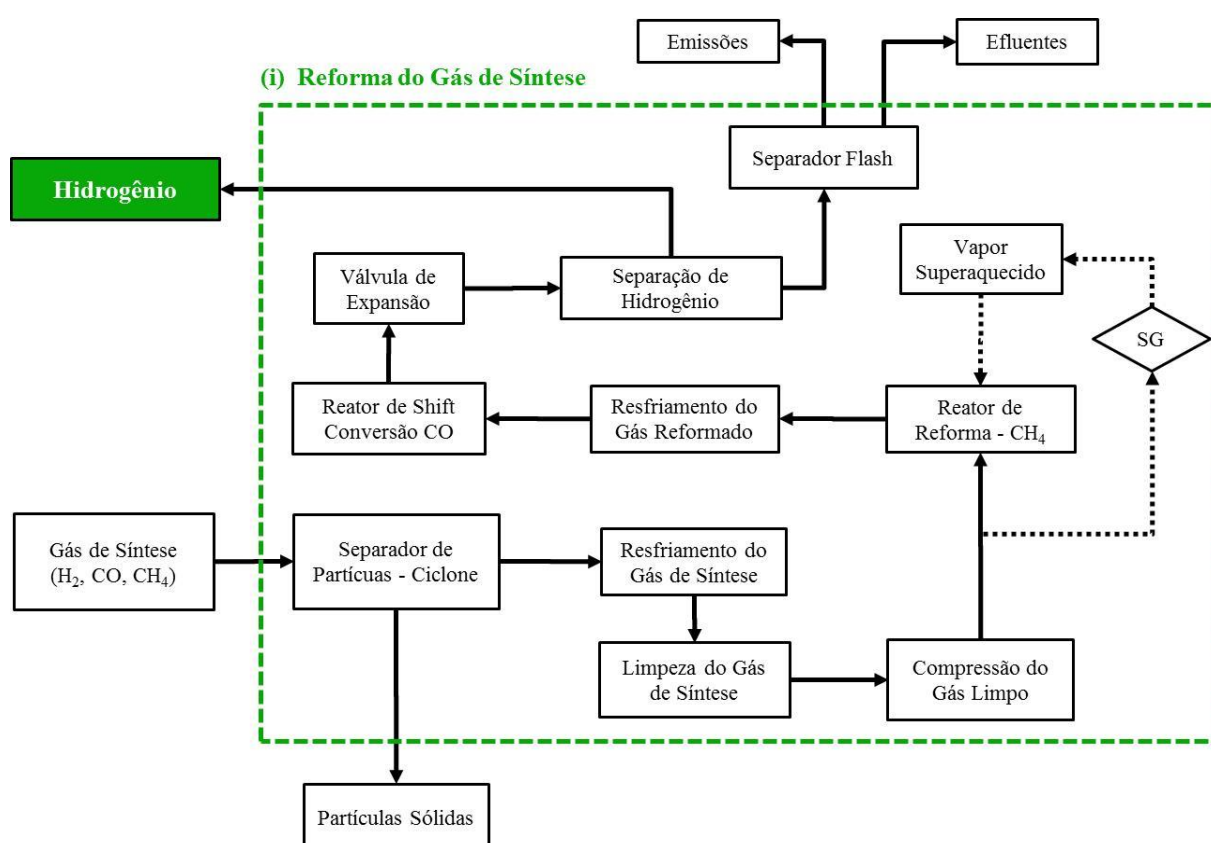 Emissões
Efluentes
(i) Reforma do Gás de Síntese
Separador Flash
Hidrogênio
Vapor
Superaquecido
Válvula de
Expansão
Separação de
Hidrogênio
SG
Reator de Shift
Conversão CO
Resfriamento do
Gás Reformado
Reator de
Reforma - CH₄
Gás de Síntese
(H₂, CO, CH₄)
Separador de
Partícuas - Ciclone
Resfriamento do
Gás de Síntese
Limpeza do Gás
de Síntese
Compressão do
Gás Limpo
Partículas Sólidas